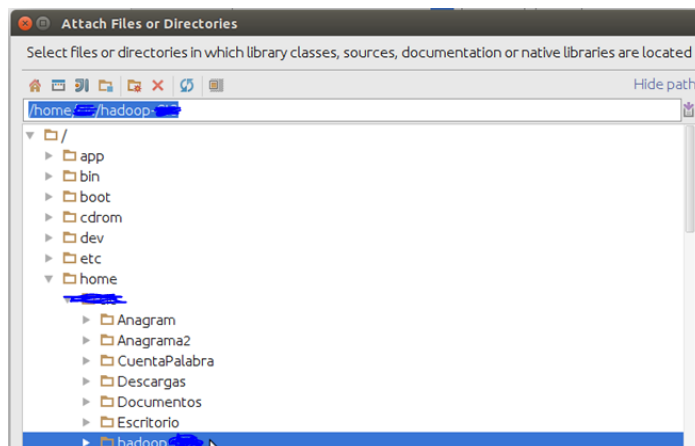 Attach Files or Directories
Select files or directories in which library classes, sources, documentation or native libraries are located
Hide path
/home/ /hadoop-
/
app
bin
boot
cdrom
dev
etc
home
Anagram
Anagrama2
CuentaPalabra
Descargas
Documentos
Escritorio
hadoop-